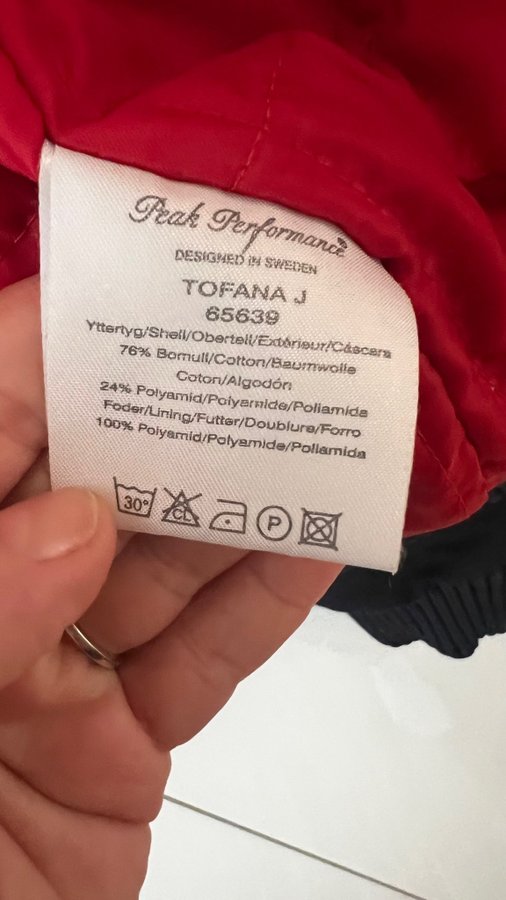 Peak Performance
DESIGNED IN SWEDEN
TOFANA J
65639
Yttertyg/Shell/Oberteil/Extérieur/Cáscara
76% Bomull/Cotton/Baumwolle
Coton/Algodón
24% Polyamid/Polyamide/Poliamida
Foder/Lining/Futter/Doublure/Forro
100% Polyamid/Polyamide/Poliamida
30° CL P